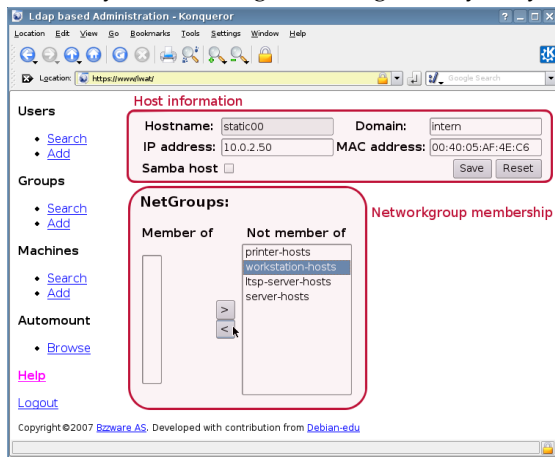 Ldap based Administration - Konqueror
Location Edit View Go Bookmarks Tools Settings Window Help
Location: https://www/lwat/ Google Search
Users
Search
Add
Groups
Search
Add
Machines
Search
Add
Automount
Browse
Help
Logout
Host information
Hostname: static00 Domain: intern
IP address: 10.0.2.50 MAC address: 00:40:05:AF:4E:C6
Samba host Save Reset
NetGroups:
Networkgroup membership
Member of Not member of
printer-hosts
workstation-hosts
ltsp-server-hosts
server-hosts
>
<
Copyright ©2007 Bzzware AS. Developed with contribution from Debian-edu